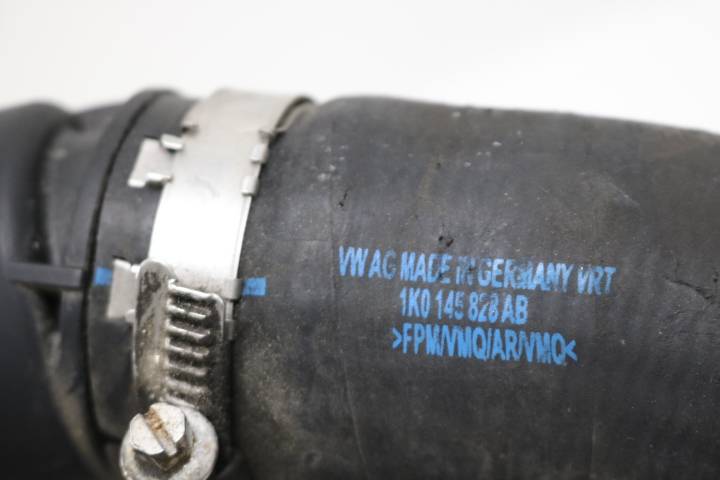 VW AG MADE IN GERMANY VRT
1K0 145 828 AB
>FPM/VMQ/AR/VMQ<